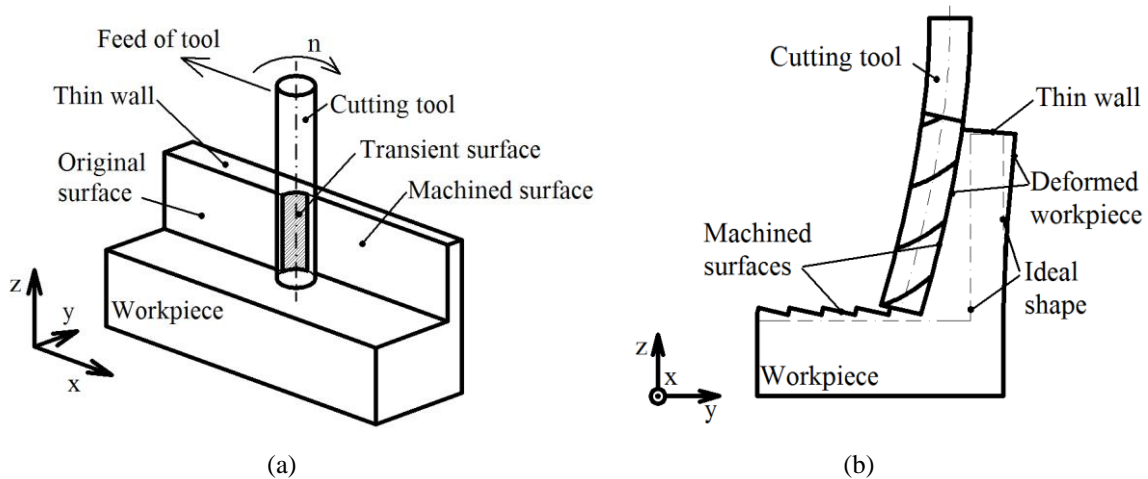 Feed of tool
n
Thin wall
Cutting tool
Original
surface
Transient surface
Machined surface
z
y
x
Workpiece
(a)
Cutting tool
Thin wall
Deformed
workpiece
Machined
surfaces
Ideal
shape
z
x
y
Workpiece
(b)